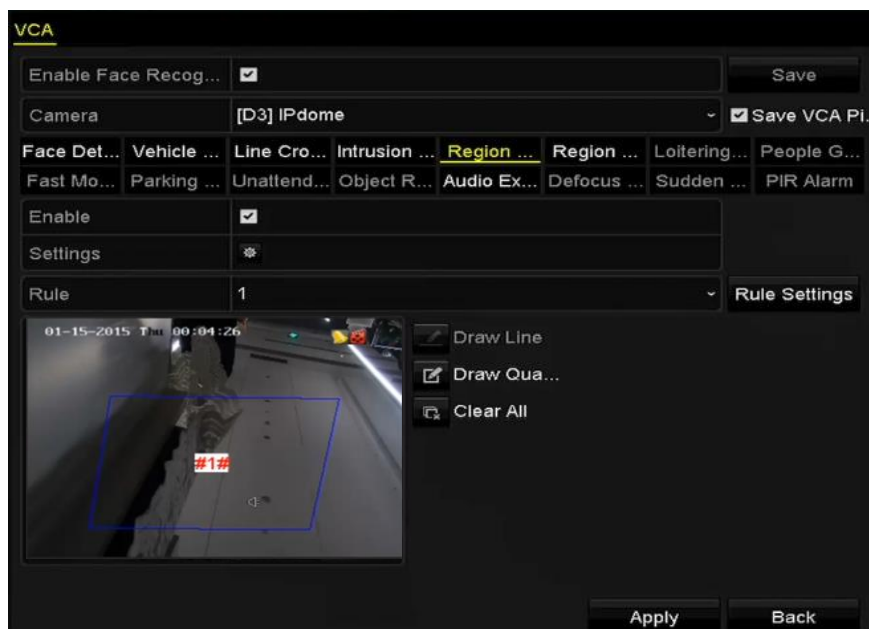 VCA
Enable Face Recog...
Save
Camera
[D3] IPdome
Save VCA Pi.
Face Det... Vehicle ... Line Cro... Intrusion ... Region ... Region ... Loitering... People G...
Fast Mo... Parking ... Unattend... Object R... Audio Ex... Defocus ... Sudden ... PIR Alarm
Enable
Settings
Rule
1
Rule Settings
01-15-2015 Thu 00:04:26
#1#
Draw Line
Draw Qua...
Clear All
Apply
Back